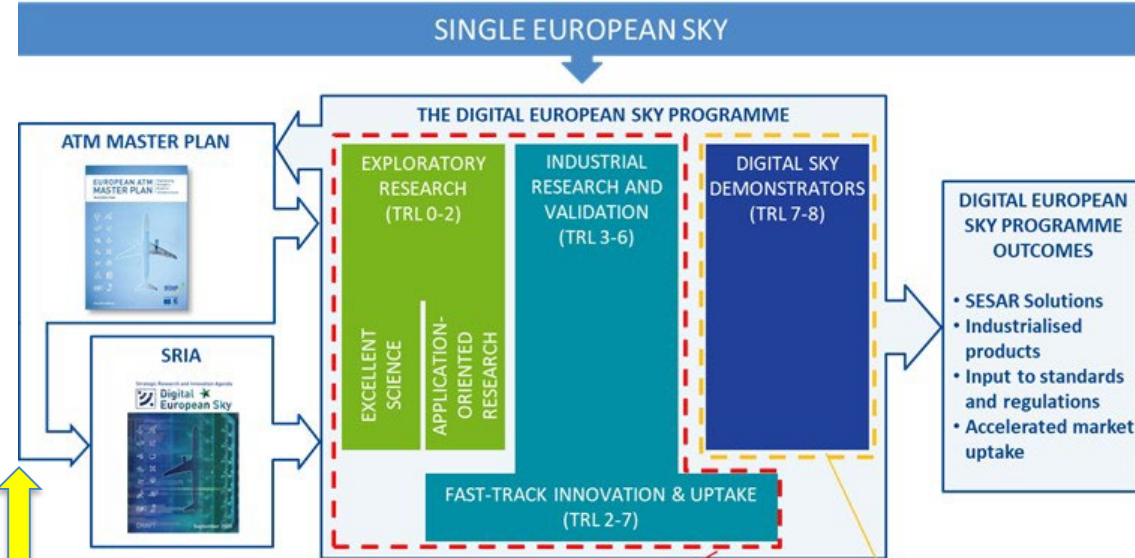 SINGLE EUROPEAN SKY
THE DIGITAL EUROPEAN SKY PROGRAMME
ATM MASTER PLAN
EUROPEAN ATM
MASTER PLAN
EXPLORATORY
RESEARCH
(TRL 0-2)
EXCELLENT
SCIENCE
APPLICATION-
ORIENTED
RESEARCH
INDUSTRIAL
RESEARCH AND
VALIDATION
(TRL 3-6)
DIGITAL SKY
DEMONSTRATORS
(TRL 7-8)
FAST-TRACK INNOVATION & UPTAKE
(TRL 2-7)
SRIA
Strategic Research and Innovation Agenda
Digital
European Sky
DRAFT
DIGITAL EUROPEAN
SKY PROGRAMME
OUTCOMES
• SESAR Solutions
• Industrialised
products
• Input to standards
and regulations
• Accelerated market
uptake